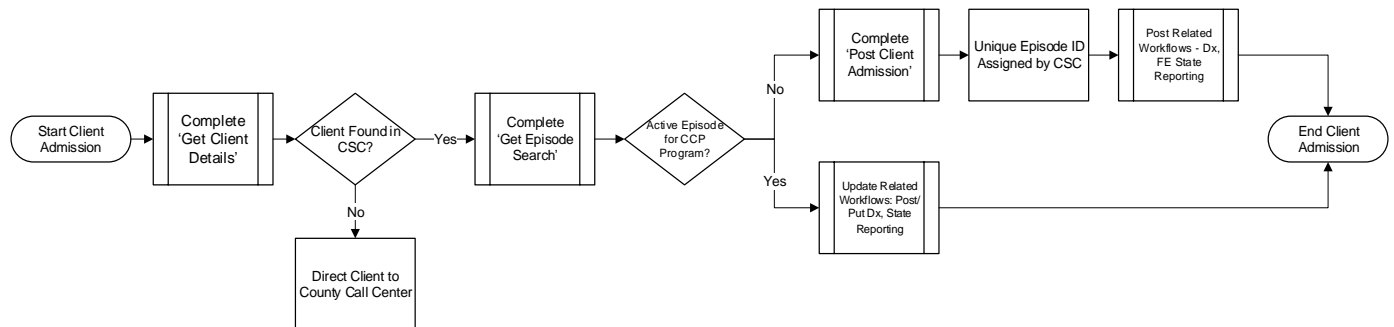 Start Client
Admission
Complete
‘Get Client
Details’
Client Found in
CSC?
Yes
No
Direct Client to
County Call Center
Complete
‘Get Episode
Search’
Active Episode
for CCP
Program?
No
Yes
Complete
‘Post Client
Admission’
Unique Episode ID
Assigned by CSC
Post Related
Workflows - Dx,
FE State
Reporting
Update Related
Workflows: Post/
Put Dx, State
Reporting
End Client
Admission